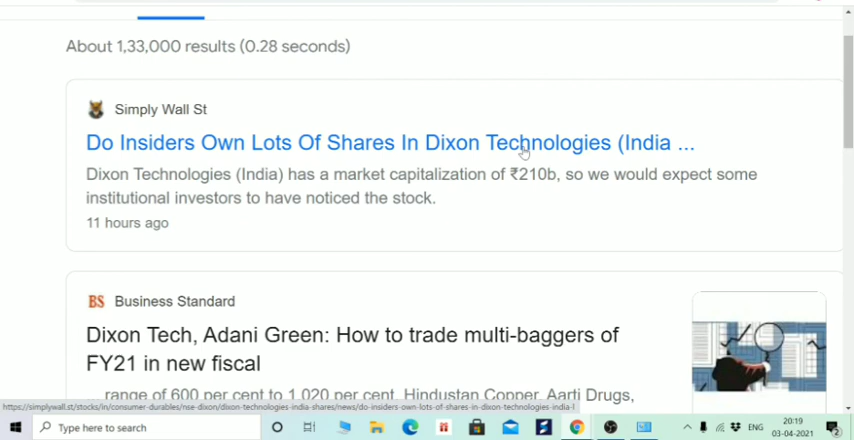 About 1,33,000 results (0.28 seconds)
Simply Wall St
Do Insiders Own Lots Of Shares In Dixon Technologies (India ...
Dixon Technologies (India) has a market capitalization of ₹210b, so we would expect some
institutional investors to have noticed the stock.
11 hours ago
BS Business Standard
Dixon Tech, Adani Green: How to trade multi-baggers of
FY21 in new fiscal
range of 600 per cent to 1,020 per cent. Hindustan Copper, Aarti Drugs,
https://simplywall.st/stocks/in/consumer-durables/nse-dixon/dixon-technologies-india-shares/news/do-insiders-own-lots-of-shares-in-dixon-technologies-india-l
Type here to search
ENG
20:19
03-04-2021
2